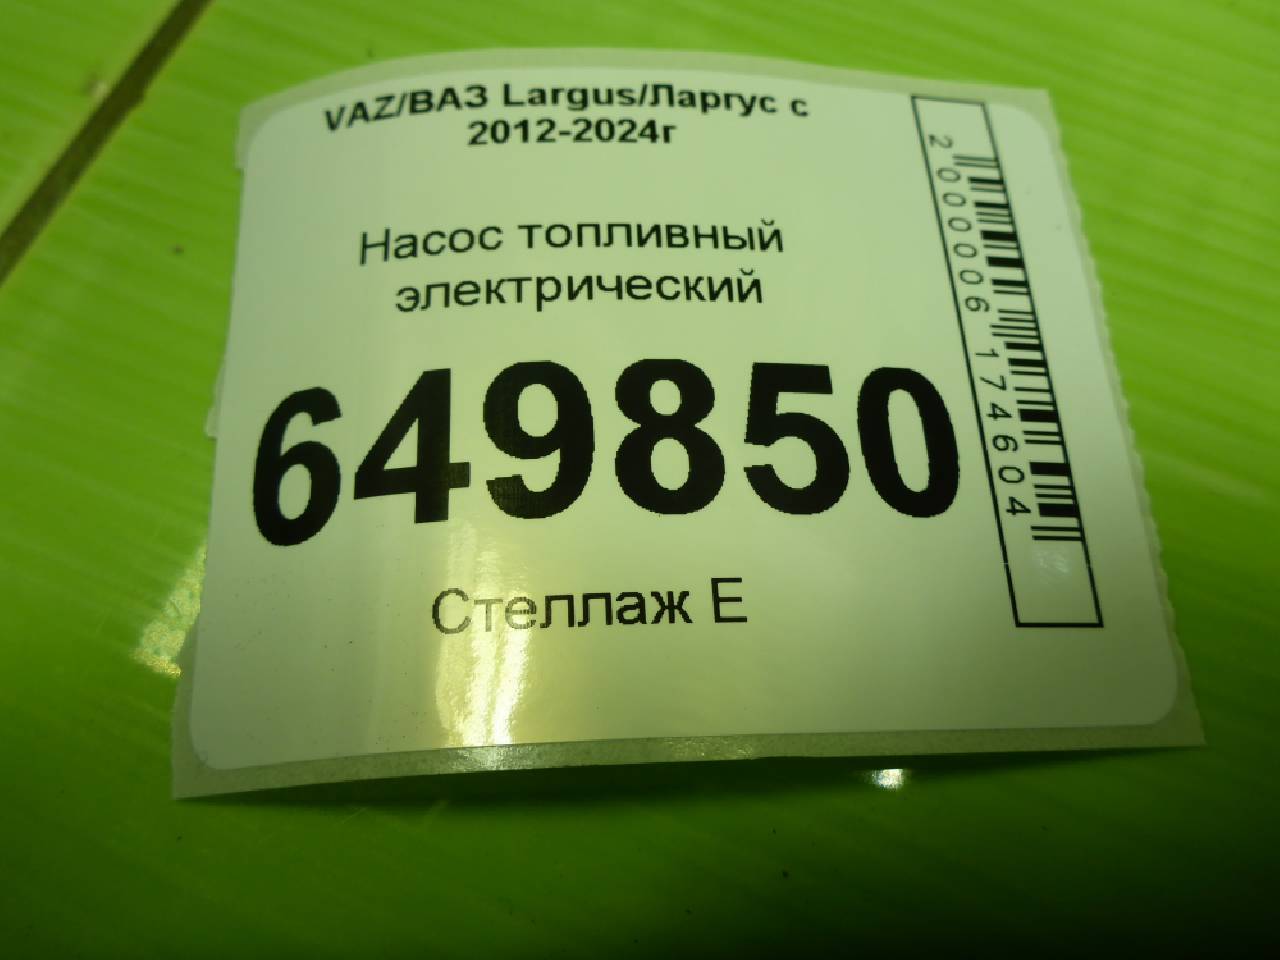 VAZ/ВАЗ Largus/Ларгус с
2012-2024г
Насос топливный
электрический
649850
Стеллаж Е
2000006174604